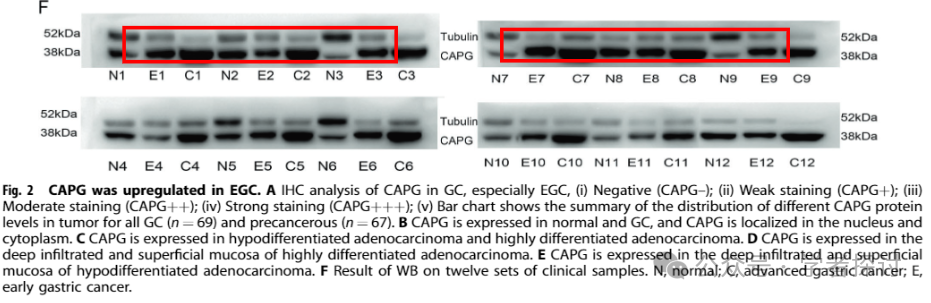 F
52kDa Tubulin 52kDa
38kDa CAPG 38kDa
N1 E1 C1 N2 E2 C2 N3 E3 C3 N7 E7 C7 N8 E8 C8 N9 E9 C9
52kDa Tubulin 52kDa
38kDa CAPG 38kDa
N4 E4 C4 N5 E5 C5 N6 E6 C6 N10 E10 C10 N11 E11 C11 N12 E12 C12
Fig. 2 CAPG was upregulated in EGC. A IHC analysis of CAPG in GC, especially EGC, (i) Negative (CAPG–); (ii) Weak staining (CAPG+); (iii)
Moderate staining (CAPG++); (iv) Strong staining (CAPG+++); (v) Bar chart shows the summary of the distribution of different CAPG protein
levels in tumor for all GC (n = 69) and precancerous (n = 67). B CAPG is expressed in normal and GC, and CAPG is localized in the nucleus and
cytoplasm. C CAPG is expressed in hypodifferentiated adenocarcinoma and highly differentiated adenocarcinoma. D CAPG is expressed in the
deep infiltrated and superficial mucosa of highly differentiated adenocarcinoma. E CAPG is expressed in the deep infiltrated and superficial
mucosa of hypodifferentiated adenocarcinoma. F Result of WB on twelve sets of clinical samples. N, normal; C, advanced gastric cancer; E,
early gastric cancer.
公众号 · 学者探讨